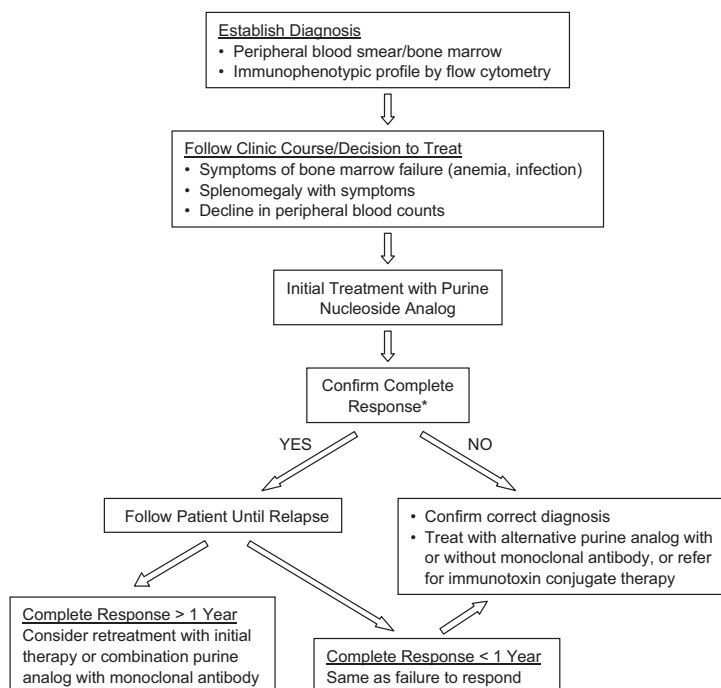 Establish Diagnosis
• Peripheral blood smear/bone marrow
• Immunophenotypic profile by flow cytometry
Follow Clinic Course/Decision to Treat
• Symptoms of bone marrow failure (anemia, infection)
• Splenomegaly with symptoms
• Decline in peripheral blood counts
Initial Treatment with Purine
Nucleoside Analog
Confirm Complete
Response*
YES
NO
Follow Patient Until Relapse
• Confirm correct diagnosis
• Treat with alternative purine analog with
or without monoclonal antibody, or refer
for immunotoxin conjugate therapy
Complete Response > 1 Year
Consider retreatment with initial
therapy or combination purine
analog with monoclonal antibody
Complete Response < 1 Year
Same as failure to respond